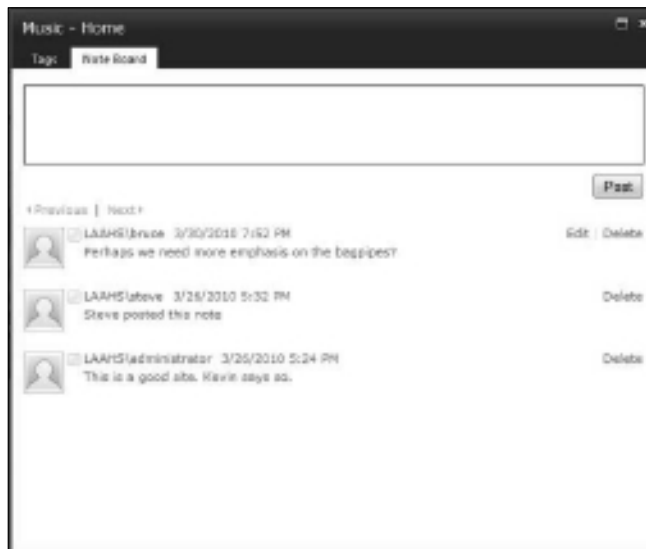 Music - Home
Tags Note Board
Post
Previous | Next
LAAHS\bruce 3/30/2010 7:52 PM Edit | Delete
Perhaps we need more emphasis on the bagpipes?
LAAHS\steve 3/26/2010 5:32 PM Delete
Steve posted this note
LAAHS\administrator 3/26/2010 5:24 PM Delete
This is a good site. Kevin says so.